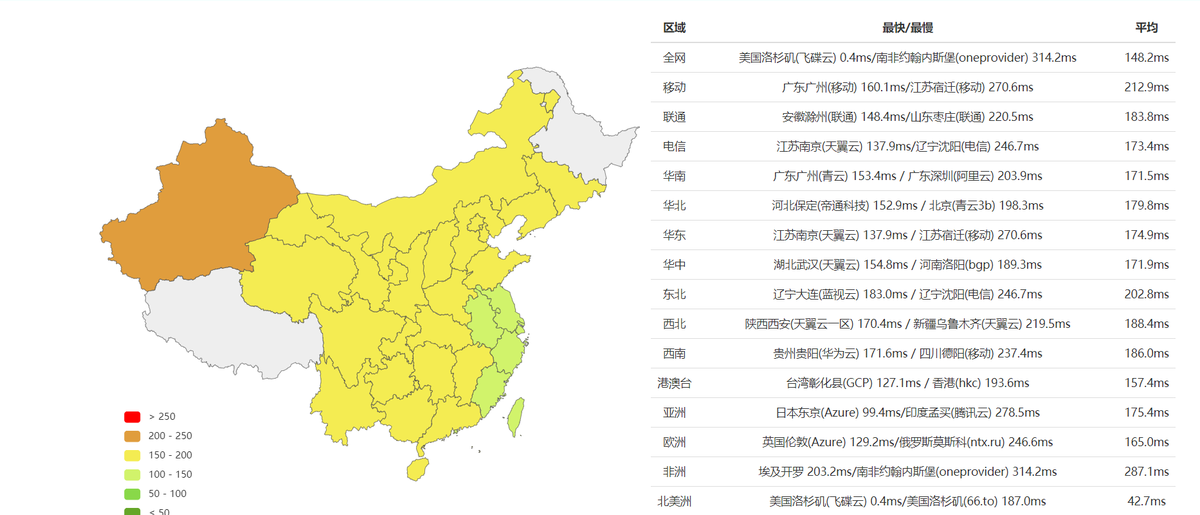 区域 最快/最慢 平均
全网 美国洛杉矶(飞碟云) 0.4ms/南非约翰内斯堡(oneprovider) 314.2ms 148.2ms
移动 广东广州(移动) 160.1ms/江苏宿迁(移动) 270.6ms 212.9ms
联通 安徽滁州(联通) 148.4ms/山东枣庄(联通) 220.5ms 183.8ms
电信 江苏南京(天翼云) 137.9ms/辽宁沈阳(电信) 246.7ms 173.4ms
华南 广东广州(青云) 153.4ms / 广东深圳(阿里云) 203.9ms 171.5ms
华北 河北保定(帝通科技) 152.9ms / 北京(青云3b) 198.3ms 179.8ms
华东 江苏南京(天翼云) 137.9ms / 江苏宿迁(移动) 270.6ms 174.9ms
华中 湖北武汉(天翼云) 154.8ms / 河南洛阳(bgp) 189.3ms 171.9ms
东北 辽宁大连(蓝视云) 183.0ms / 辽宁沈阳(电信) 246.7ms 202.8ms
西北 陕西西安(天翼云一区) 170.4ms / 新疆乌鲁木齐(天翼云) 219.5ms 188.4ms
西南 贵州贵阳(华为云) 171.6ms / 四川德阳(移动) 237.4ms 186.0ms
港澳台 台湾彰化县(GCP) 127.1ms / 香港(hkc) 193.6ms 157.4ms
亚洲 日本东京(Azure) 99.4ms/印度孟买(腾讯云) 278.5ms 175.4ms
欧洲 英国伦敦(Azure) 129.2ms/俄罗斯莫斯科(ntx.ru) 246.6ms 165.0ms
非洲 埃及开罗 203.2ms/南非约翰内斯堡(oneprovider) 314.2ms 287.1ms
北美洲 美国洛杉矶(飞碟云) 0.4ms/美国洛杉矶(66.to) 187.0ms 42.7ms
> 250
200 - 250
150 - 200
100 - 150
50 - 100
< 50